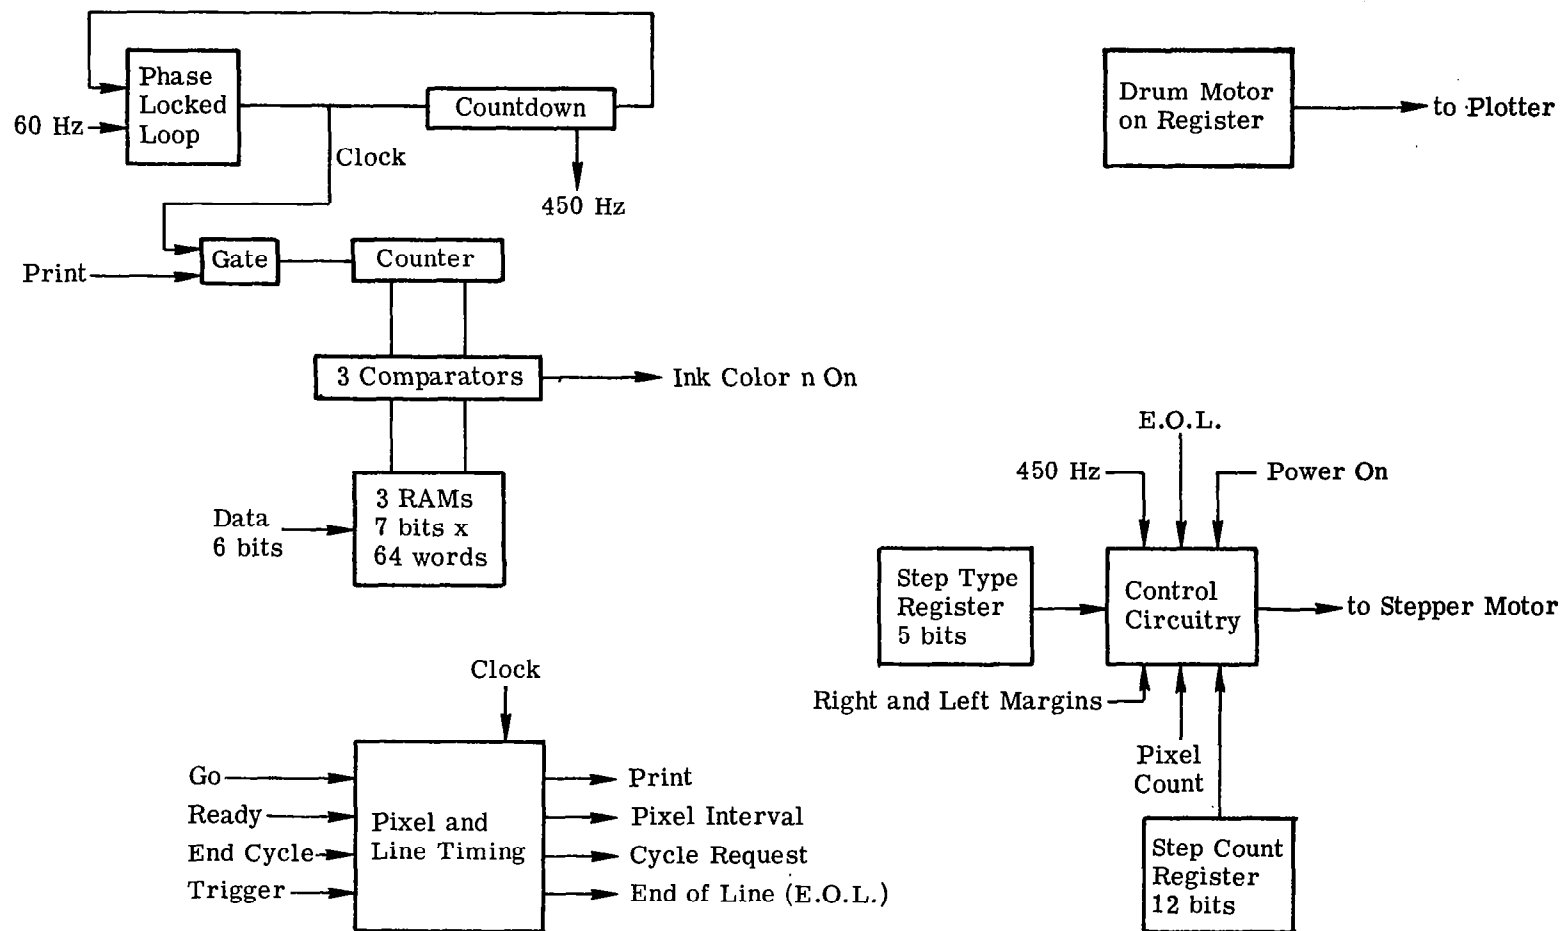 Phase
Locked
Loop
60 Hz
Countdown
Clock
450 Hz
Drum Motor
on Register
to Plotter
Print
Gate
Counter
3 Comparators
Ink Color n On
3 RAMs
7 bits x
64 words
Data
6 bits
E.O.L.
450 Hz
Power On
Step Type
Register
5 bits
Control
Circuitry
to Stepper Motor
Right and Left Margins
Pixel
Count
Step Count
Register
12 bits
Clock
Go
Ready
End Cycle
Trigger
Pixel and
Line Timing
Print
Pixel Interval
Cycle Request
End of Line (E.O.L.)